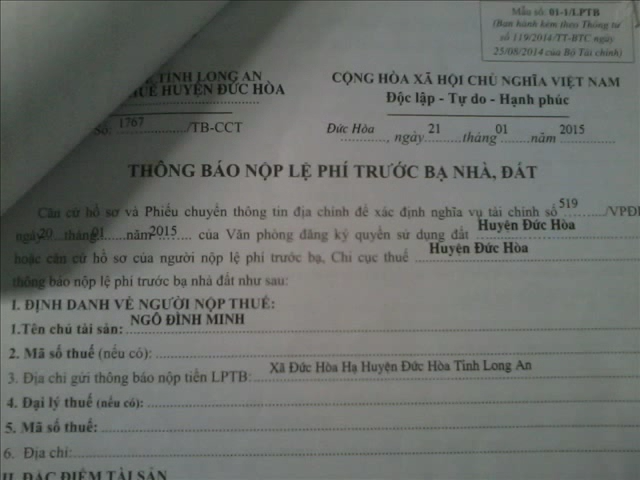 Mẫu số: 01-1/LPTB
(Ban hành kèm theo Thông tư
số 119/2014/TT-BTC ngày
25/08/2014 của Bộ Tài chính)
TỈNH LONG AN
HUYỆN ĐỨC HÒA
CỘNG HÒA XÃ HỘI CHỦ NGHĨA VIỆT NAM
Độc lập - Tự do - Hạnh phúc
Số: 1767 /TB-CCT
Đức Hòa, ngày 21 tháng 01 năm 2015
THÔNG BÁO NỘP LỆ PHÍ TRƯỚC BẠ NHÀ, ĐẤT
Căn cứ hồ sơ và Phiếu chuyển thông tin địa chính để xác định nghĩa vụ tài chính số 519 /VPĐK
ngày 20 tháng 01 năm 2015 của Văn phòng đăng ký quyền sử dụng đất Huyện Đức Hòa
hoặc căn cứ hồ sơ của người nộp lệ phí trước bạ, Chi cục thuế Huyện Đức Hòa
thông báo nộp lệ phí trước bạ nhà đất như sau:
I. ĐỊNH DANH VỀ NGƯỜI NỘP THUẾ:
1.Tên chủ tài sản: NGÔ ĐÌNH MINH
2. Mã số thuế (nếu có):
3. Địa chỉ gửi thông báo nộp tiền LPTB: Xã Đức Hòa Hạ Huyện Đức Hòa Tỉnh Long An
4. Đại lý thuế (nếu có):
5. Mã số thuế:
6. Địa chỉ:
II. ĐẶC ĐIỂM TÀI SẢN